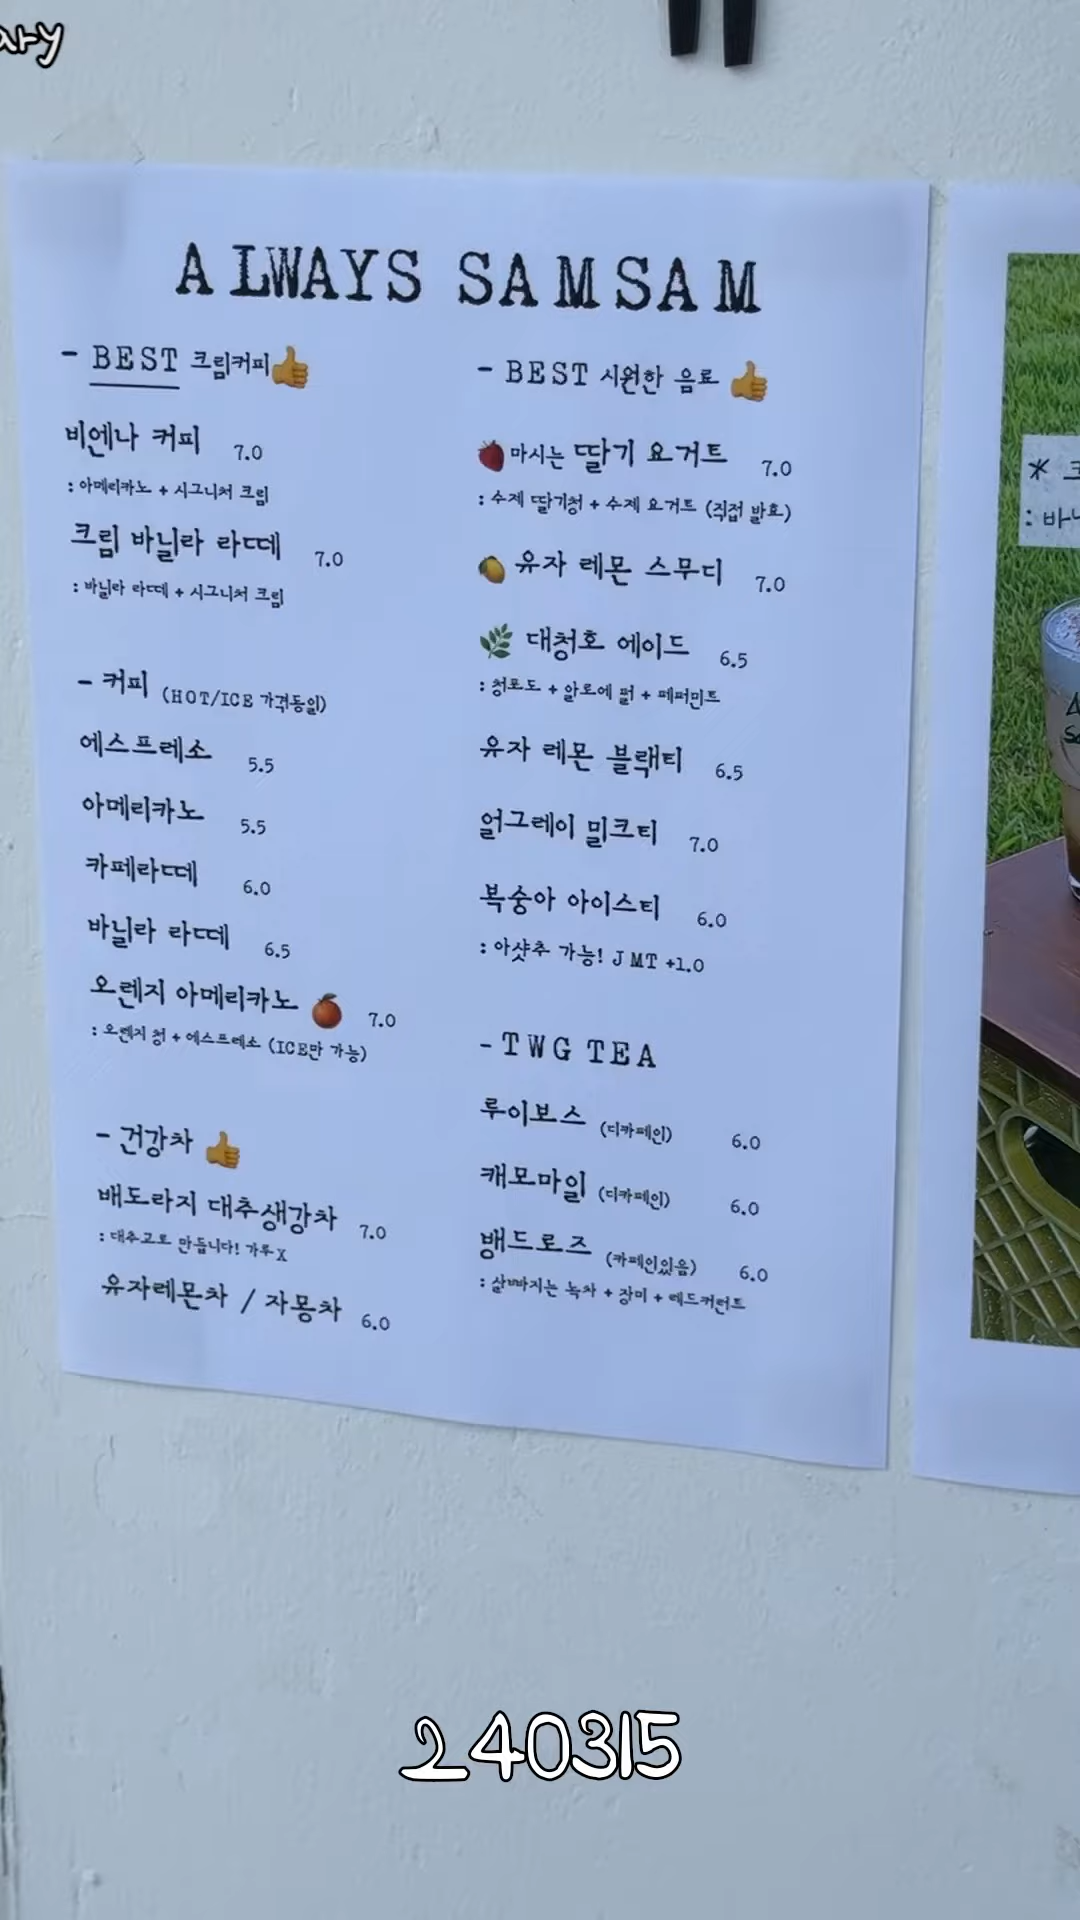 ary
ALWAYS SAMSAM
- BEST 크림커피👍
비엔나 커피 7.0
: 아메리카노 + 시그니처 크림
크림 바닐라 라떼 7.0
: 바닐라 라떼 + 시그니처 크림
- 커피 (HOT/ICE 가격동일)
에스프레소 5.5
아메리카노 5.5
카페라떼 6.0
바닐라 라떼 6.5
오렌지 아메리카노 🍊 7.0
: 오렌지 청 + 에스프레소 (ICE만 가능)
- 건강차 👍
배도라지 대추생강차 7.0
: 대추고로 만듭니다! 가루X
유자레몬차 / 자몽차 6.0
- BEST 시원한 음료 👍
🍓마시는 딸기 요거트 7.0
: 수제 딸기청 + 수제 요거트 (직접 발효)
🍋 유자 레몬 스무디 7.0
🌿 대청호 에이드 6.5
: 청포도 + 알로에 펄 + 페퍼민트
유자 레몬 블랙티 6.5
얼그레이 밀크티 7.0
복숭아 아이스티 6.0
: 아샷추 가능! JMT +1.0
- TWG TEA
루이보스 (디카페인) 6.0
캐모마일 (디카페인) 6.0
뱅드로즈 (카페인있음) 6.0
: 살빠지는 녹차 + 장미 + 레드커런트
*
: 바
240315